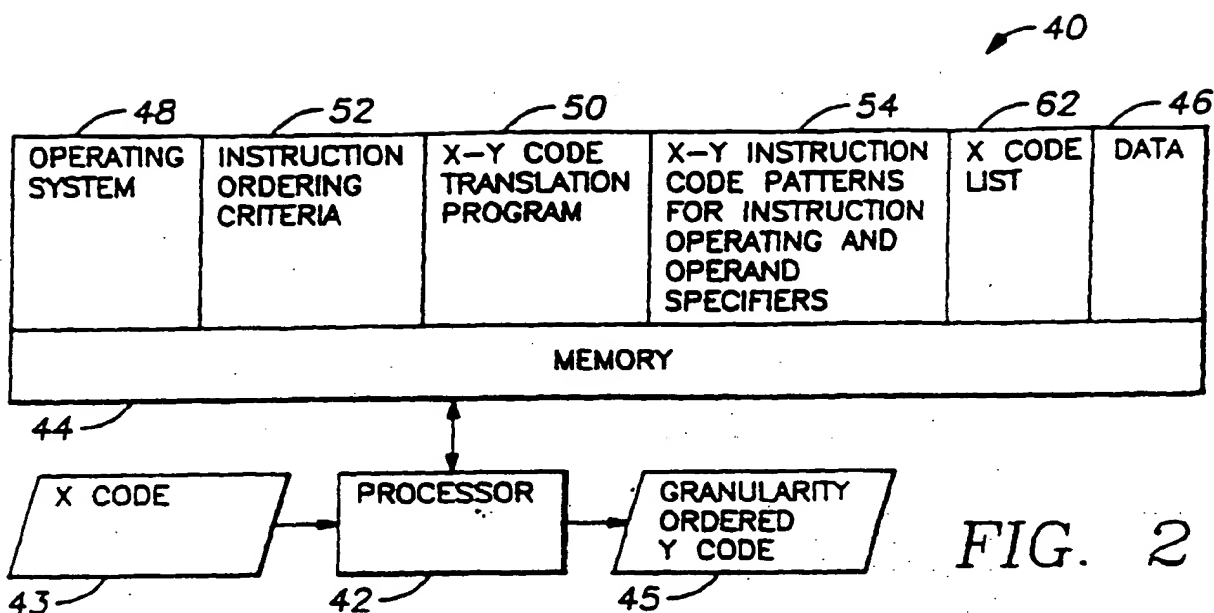 40
48
52
50
54
62
46
OPERATING
SYSTEM
INSTRUCTION
ORDERING
CRITERIA
X-Y CODE
TRANSLATION
PROGRAM
X-Y INSTRUCTION
CODE PATTERNS
FOR INSTRUCTION
OPERATING AND
OPERAND
SPECIFIERS
X CODE
LIST
DATA
MEMORY
44
X CODE
43
PROCESSOR
42
GRANULARITY
ORDERED
Y CODE
45
FIG. 2